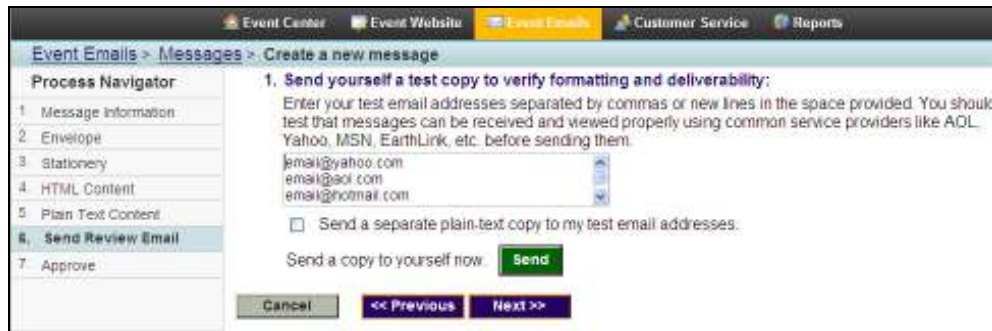 Event Center Event Website Event Emails Customer Service Reports
Event Emails > Messages > Create a new message
Process Navigator
1 Message Information
2. Envelope
3. Stationery
4. HTML Content
5. Plain Text Content
6. Send Review Email
7. Approve
1. Send yourself a test copy to verify formatting and deliverability:
Enter your test email addresses separated by commas or new lines in the space provided. You should
test that messages can be received and viewed properly using common service providers like AOL,
Yahoo, MSN, EarthLink, etc. before sending them.
email@yahoo.com
email@aol.com
email@hotmail.com
Send a separate plain-text copy to my test email addresses.
Send a copy to yourself now. Send
Cancel << Previous Next >>